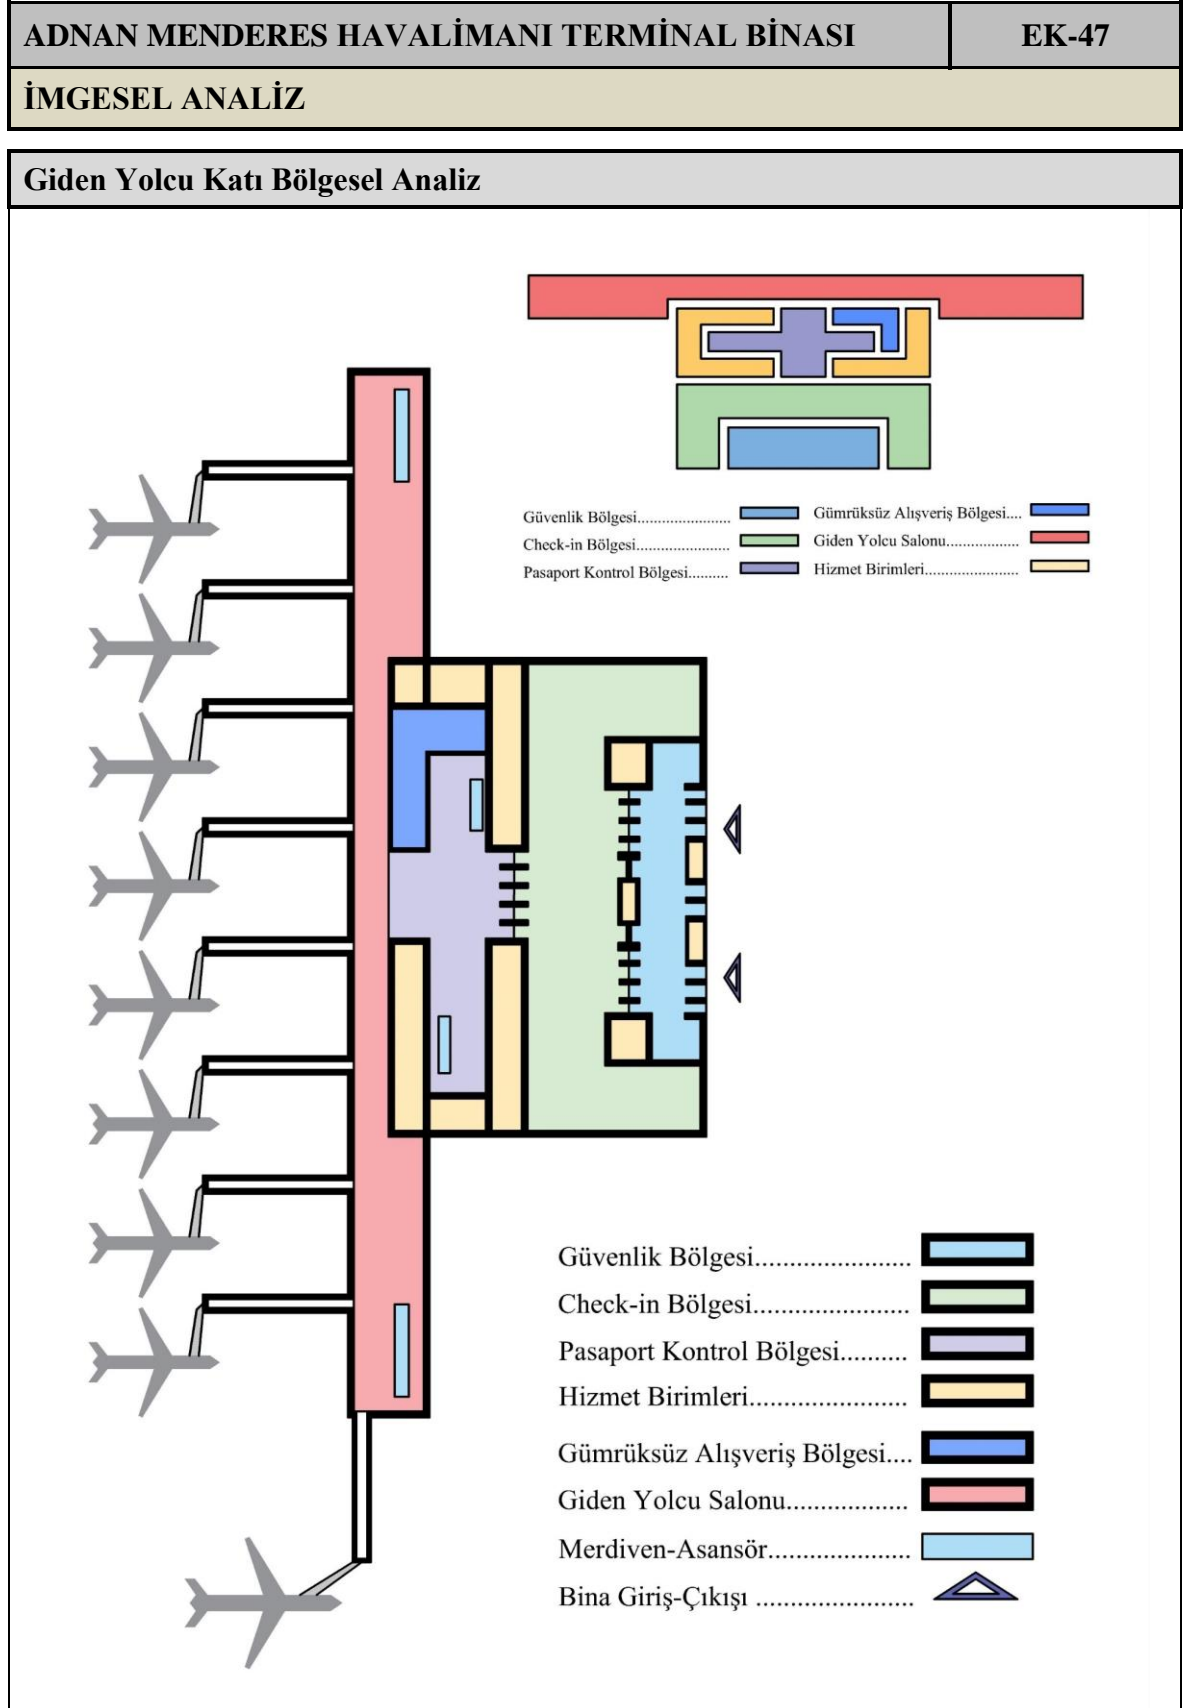 ADNAN MENDERES HAVALİMANI TERMİNAL BİNASI EK-47
İMGESEL ANALİZ
Giden Yolcu Katı Bölgesel Analiz
Güvenlik Bölgesi...................... Gümrüksüz Alışveriş Bölgesi....
Check-in Bölgesi...................... Giden Yolcu Salonu..................
Pasaport Kontrol Bölgesi.......... Hizmet Birimleri.......................
Güvenlik Bölgesi......................
Check-in Bölgesi......................
Pasaport Kontrol Bölgesi..........
Hizmet Birimleri.......................
Gümrüksüz Alışveriş Bölgesi....
Giden Yolcu Salonu..................
Merdiven-Asansör.....................
Bina Giriş-Çıkışı .......................